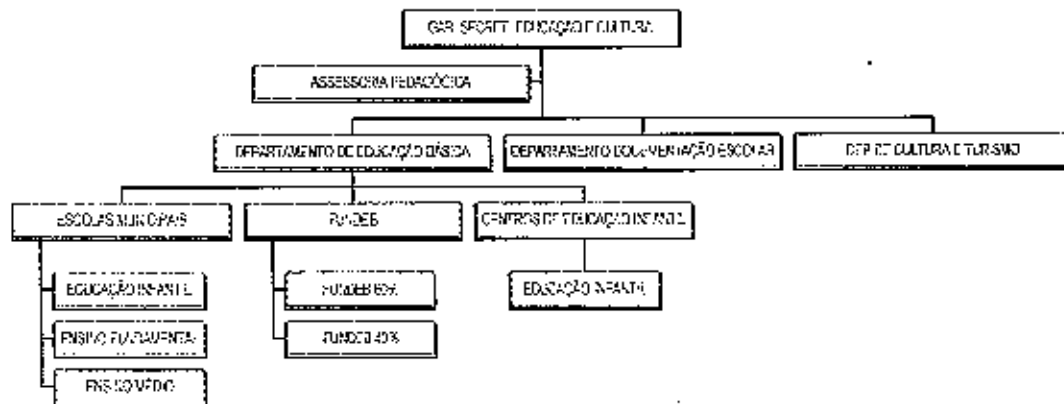 GAB. SECRET. EDUCAÇÃO E CULTURA
ASSESSORIA PEDAGÓGICA
DEPARTAMENTO DE EDUCAÇÃO BÁSICA
DEPARTAMENTO DOCUMENTAÇÃO ESCOLAR
DEP. DE CULTURA E TURISMO
ESCOLAS MUNICIPAIS
FUNDEB
CENTROS DE EDUCAÇÃO INFANTIL
EDUCAÇÃO INFANTIL
FUNDEB 60%
EDUCAÇÃO INFANTIL
ENSINO FUNDAMENTAL
FUNDEB 40%
ENSINO MÉDIO